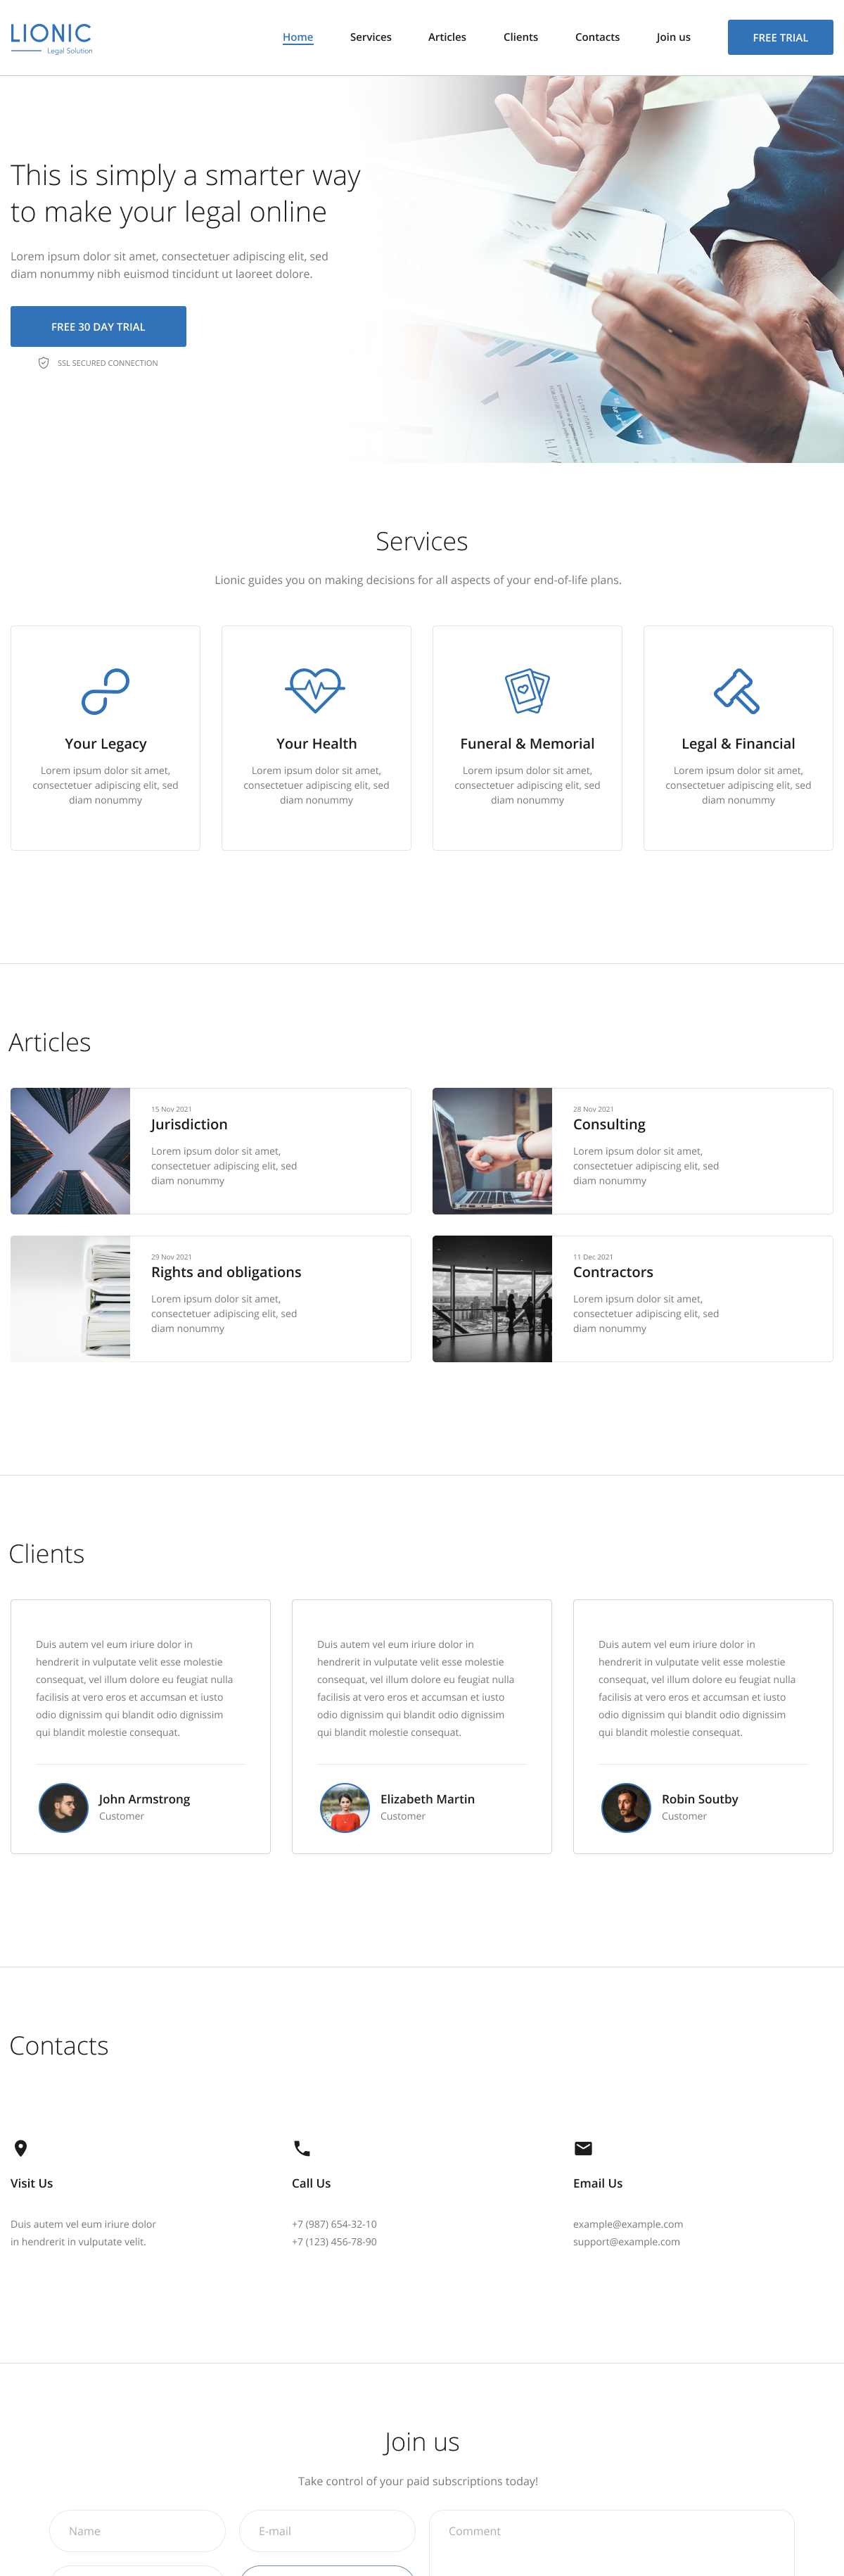 LIONIC
Legal Solution
Home
Services
Articles
Clients
Contacts
Join us
FREE TRIAL
This is simply a smarter way
to make your legal online
Lorem ipsum dolor sit amet, consectetuer adipiscing elit, sed
diam nonummy nibh euismod tincidunt ut laoreet dolore.
FREE 30 DAY TRIAL
SSL SECURED CONNECTION
Services
Lionic guides you on making decisions for all aspects of your end-of-life plans.
Your Legacy
Lorem ipsum dolor sit amet,
consectetuer adipiscing elit, sed
diam nonummy
Your Health
Lorem ipsum dolor sit amet,
consectetuer adipiscing elit, sed
diam nonummy
Funeral & Memorial
Lorem ipsum dolor sit amet,
consectetuer adipiscing elit, sed
diam nonummy
Legal & Financial
Lorem ipsum dolor sit amet,
consectetuer adipiscing elit, sed
diam nonummy
Articles
15 Nov 2021
Jurisdiction
Lorem ipsum dolor sit amet,
consectetuer adipiscing elit, sed
diam nonummy
28 Nov 2021
Consulting
Lorem ipsum dolor sit amet,
consectetuer adipiscing elit, sed
diam nonummy
29 Nov 2021
Rights and obligations
Lorem ipsum dolor sit amet,
consectetuer adipiscing elit, sed
diam nonummy
11 Dec 2021
Contractors
Lorem ipsum dolor sit amet,
consectetuer adipiscing elit, sed
diam nonummy
Clients
Duis autem vel eum iriure dolor in
hendrerit in vulputate velit esse molestie
consequat, vel illum dolore eu feugiat nulla
facilisis at vero eros et accumsan et iusto
odio dignissim qui blandit odio dignissim
qui blandit molestie consequat.
John Armstrong
Customer
Duis autem vel eum iriure dolor in
hendrerit in vulputate velit esse molestie
consequat, vel illum dolore eu feugiat nulla
facilisis at vero eros et accumsan et iusto
odio dignissim qui blandit odio dignissim
qui blandit molestie consequat.
Elizabeth Martin
Customer
Duis autem vel eum iriure dolor in
hendrerit in vulputate velit esse molestie
consequat, vel illum dolore eu feugiat nulla
facilisis at vero eros et accumsan et iusto
odio dignissim qui blandit odio dignissim
qui blandit molestie consequat.
Robin Soutby
Customer
Contacts
Visit Us
Duis autem vel eum iriure dolor
in hendrerit in vulputate velit.
Call Us
+7 (987) 654-32-10
+7 (123) 456-78-90
Email Us
example@example.com
support@example.com
Join us
Take control of your paid subscriptions today!
Name
E-mail
Comment